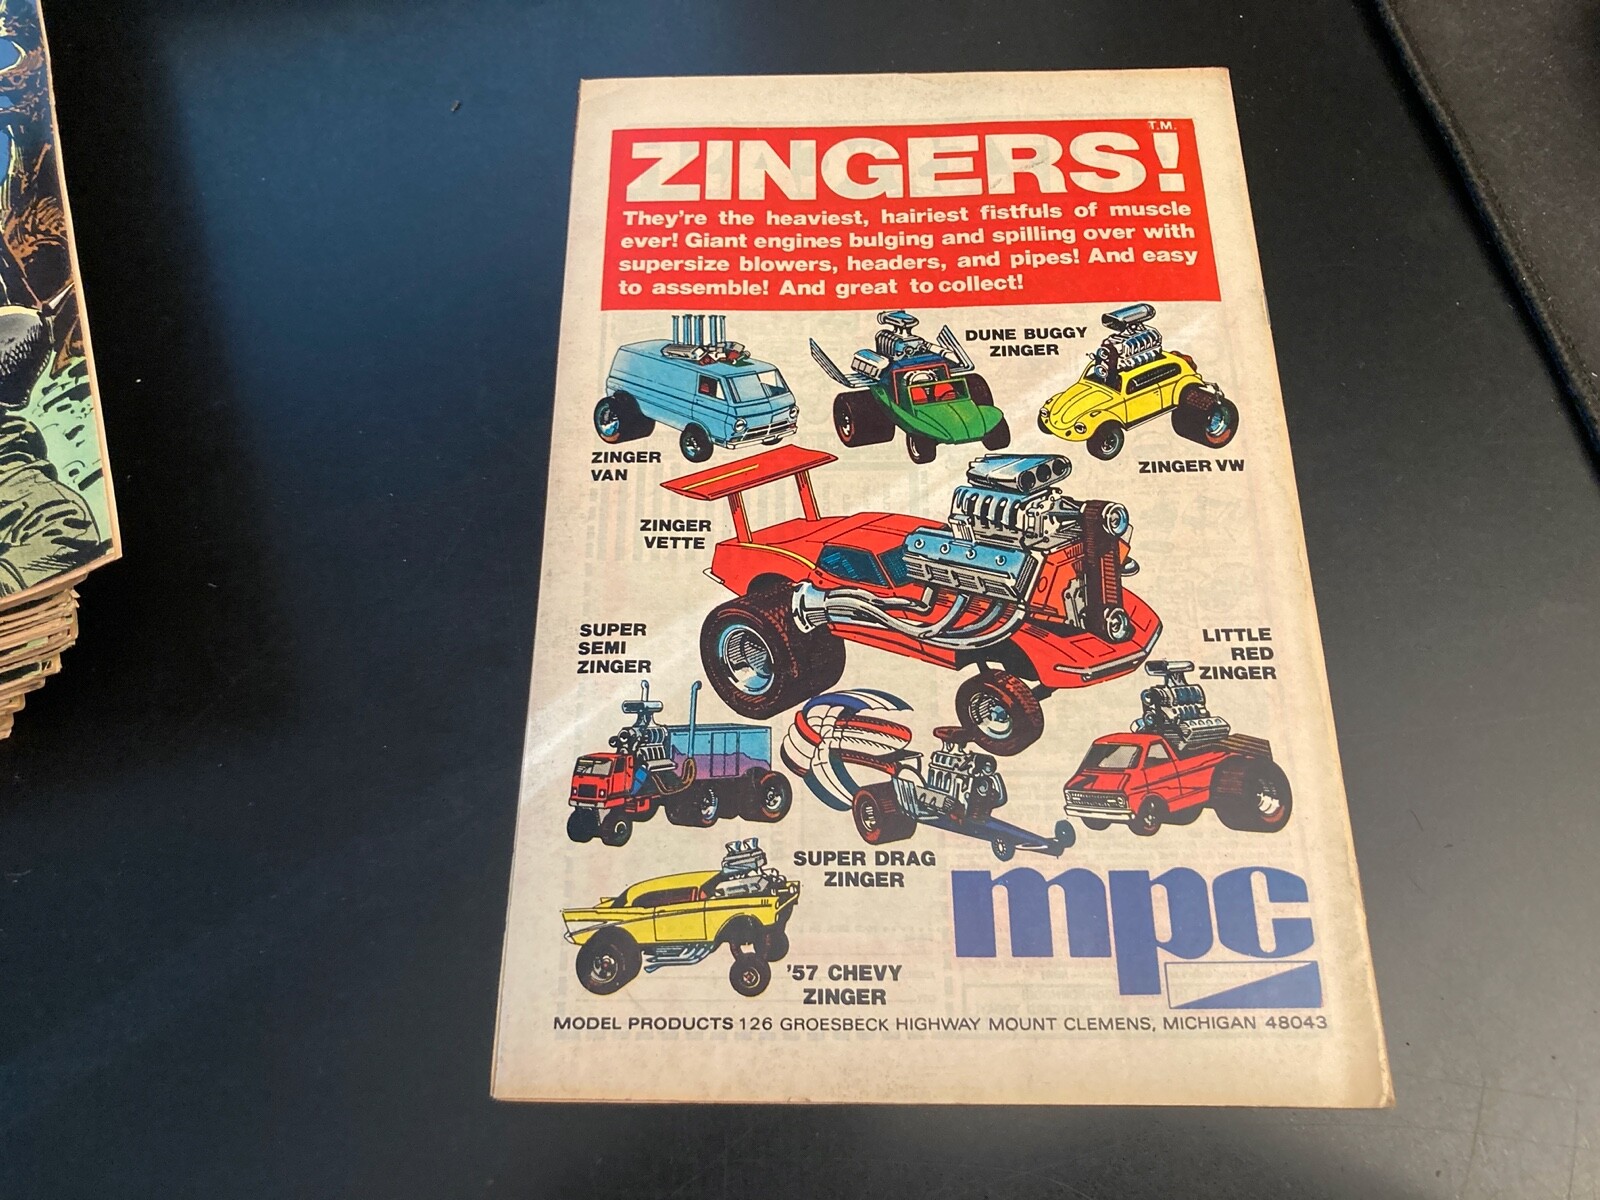 ZINGERS! T.M.
They're the heaviest, hairiest fistfuls of muscle
ever! Giant engines bulging and spilling over with
supersize blowers, headers, and pipes! And easy
to assemble! And great to collect!
DUNE BUGGY
ZINGER
ZINGER
VAN
ZINGER VW
ZINGER
VETTE
SUPER
SEMI
ZINGER
LITTLE
RED
ZINGER
SUPER DRAG
ZINGER
mpc
'57 CHEVY
ZINGER
MODEL PRODUCTS 126 GROESBECK HIGHWAY MOUNT CLEMENS, MICHIGAN 48043